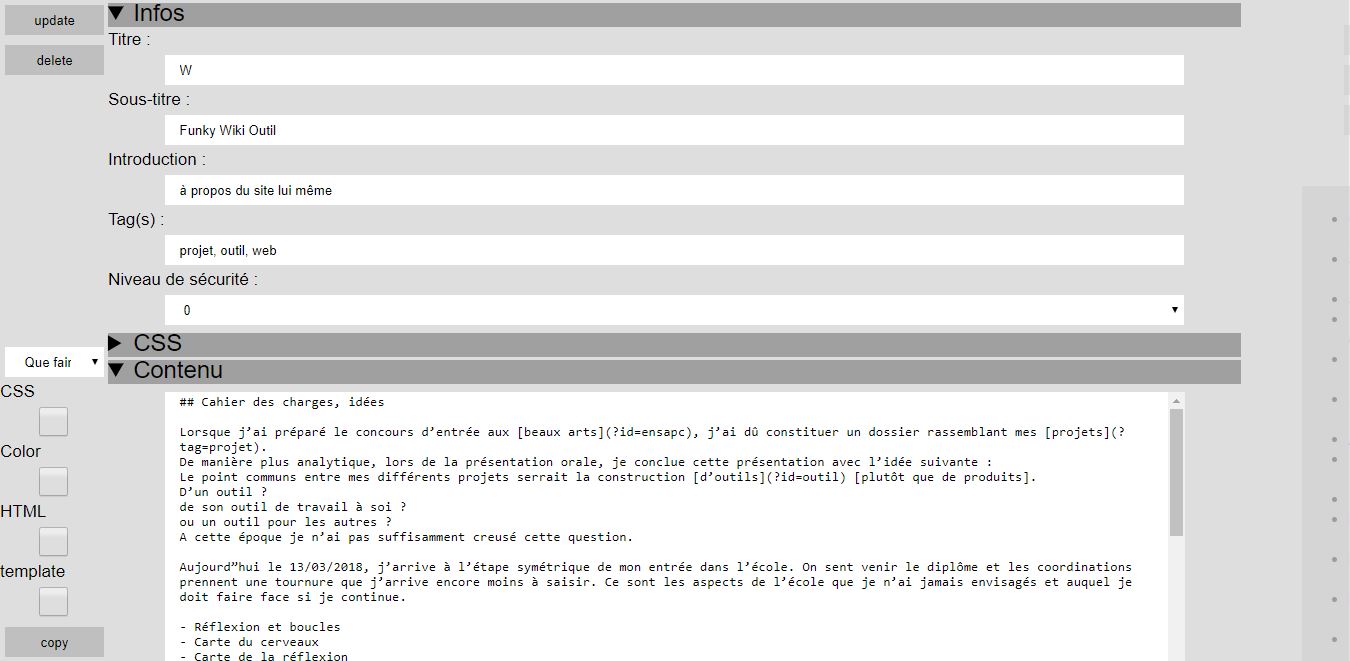 update
delete
Infos
Titre :
W
Sous-titre :
Funky Wiki Outil
Introduction :
à propos du site lui même
Tag(s) :
projet, outil, web
Niveau de sécurité :
0
CSS
Contenu
Que fair
CSS
Color
HTML
template
copy
## Cahier des charges, idées
Lorsque j’ai préparé le concours d’entrée aux [beaux arts](?id=ensapc), j’ai dû constituer un dossier rassemblant mes [projets](?
tag=projet).
De manière plus analytique, lors de la présentation orale, je conclue cette présentation avec l’idée suivante :
Le point communs entre mes différents projets serrait la construction [d’outils](?id=outil) [plutôt que de produits].
D’un outil ?
de son outil de travail à soi ?
ou un outil pour les autres ?
A cette époque je n’ai pas suffisamment creusé cette question.
Aujourd”hui le 13/03/2018, j’arrive à l’étape symétrique de mon entrée dans l’école. On sent venir le diplôme et les coordinations
prennent une tournure que j’arrive encore moins à saisir. Ce sont les aspects de l’école que je n’ai jamais envisagés et auquel je
doit faire face si je continue.
- Réflexion et boucles
- Carte du cerveaux
- Carte de la réflexion